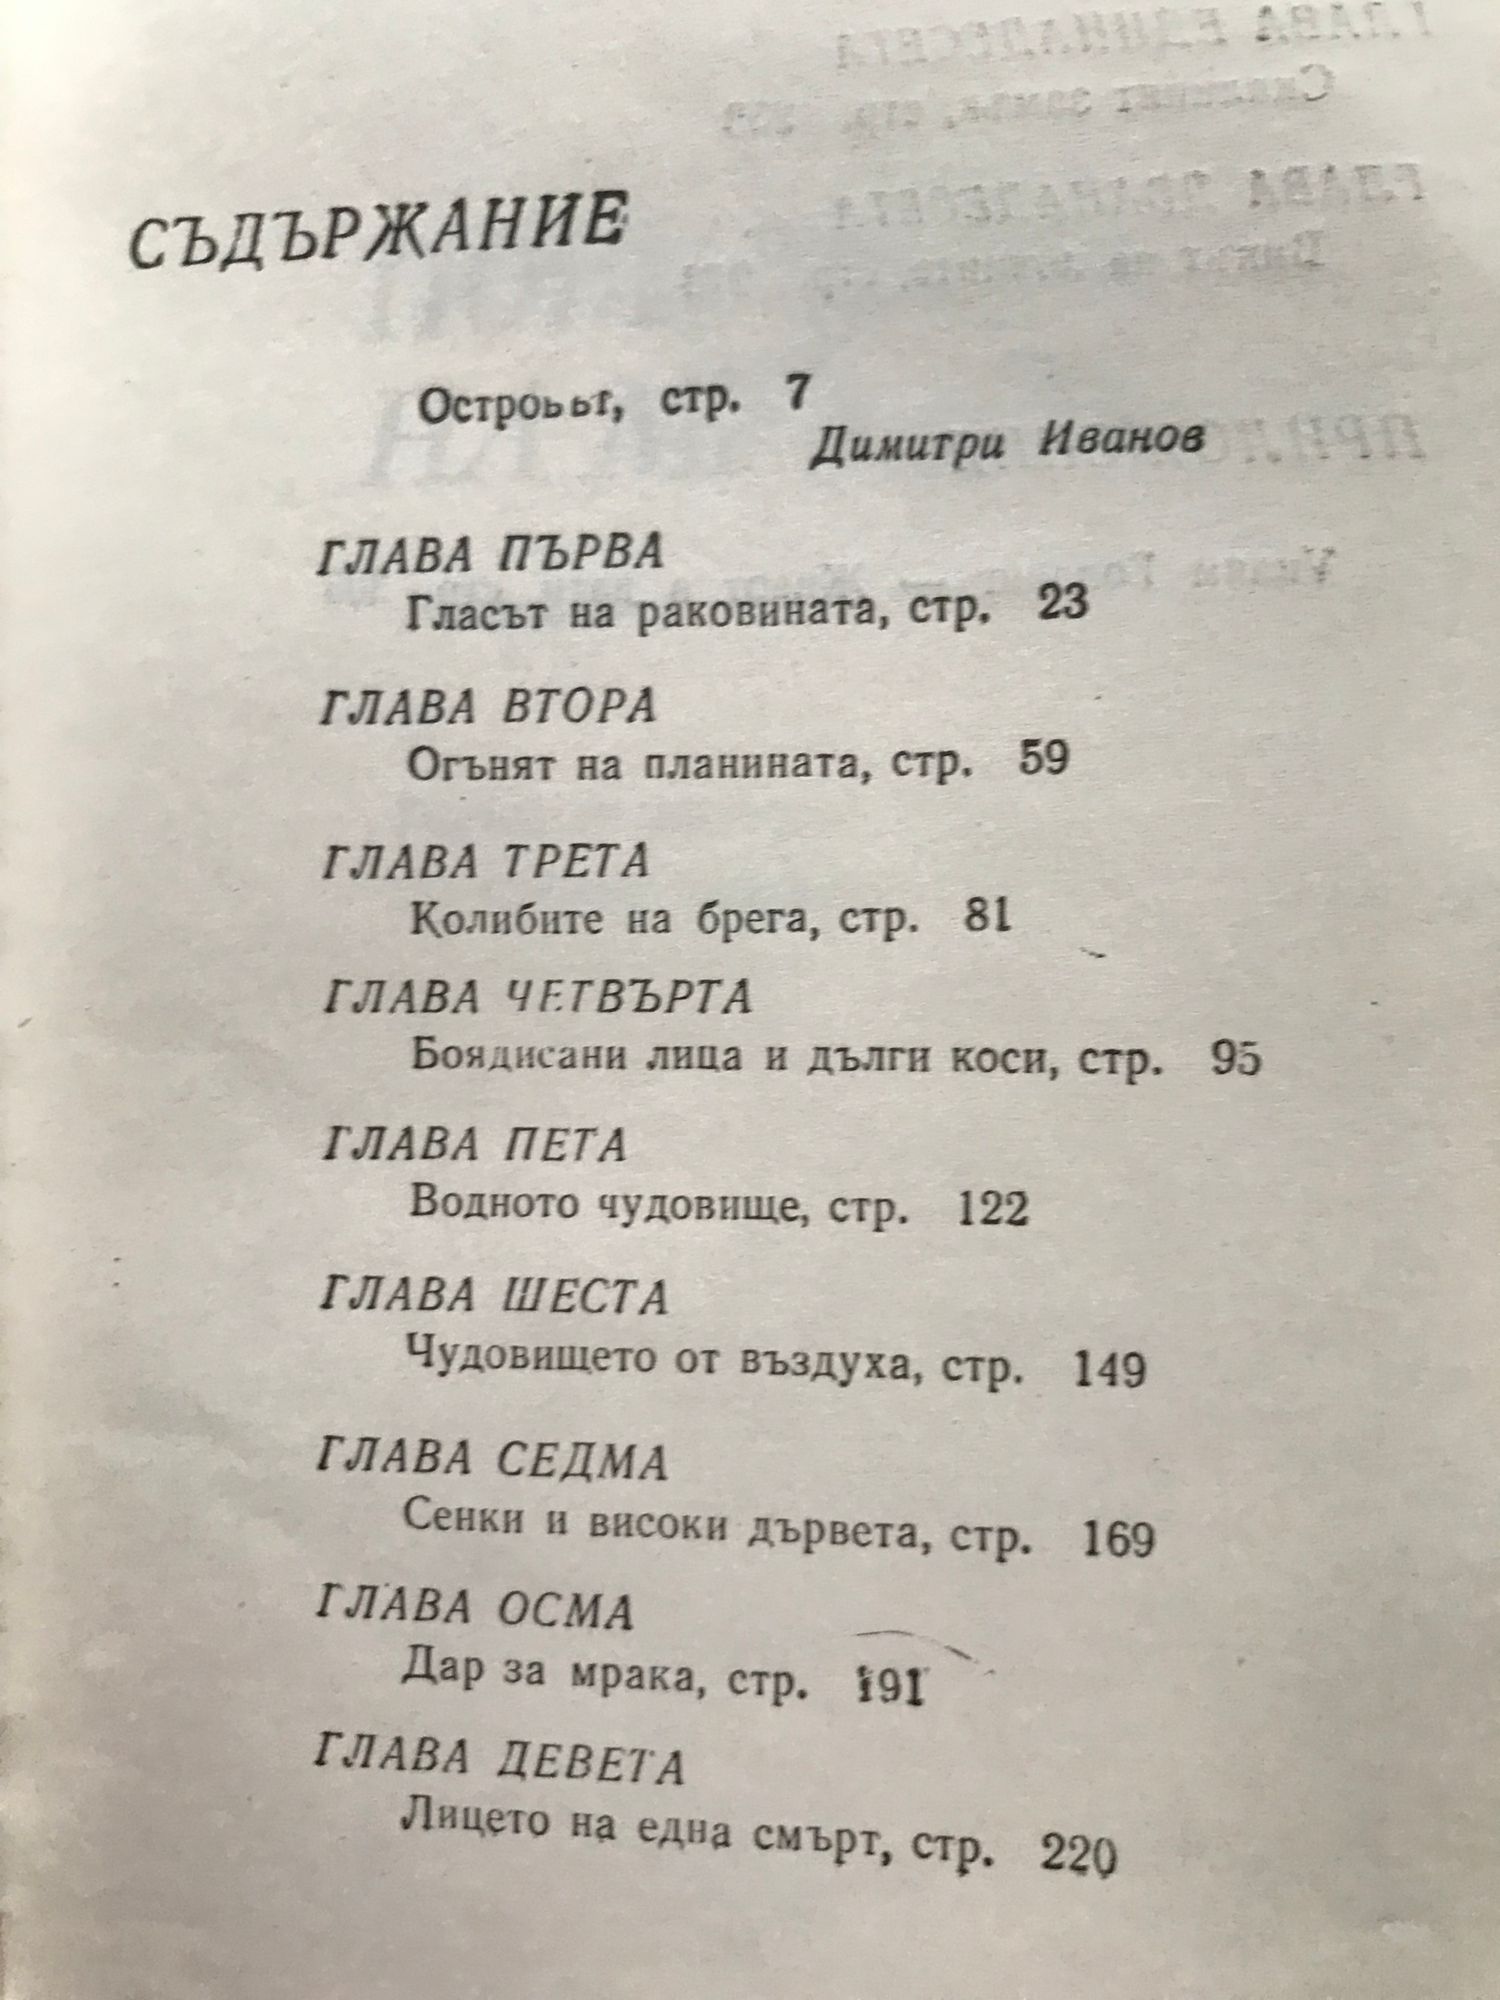 СЪДЪРЖАНИЕ
Островът, стр. 7
Димитри Иванов
ГЛАВА ПЪРВА
Гласът на раковината, стр. 23
ГЛАВА ВТОРА
Огънят на планината, стр. 59
ГЛАВА ТРЕТА
Колибите на брега, стр. 81
ГЛАВА ЧЕТВЪРТА
Боядисани лица и дълги коси, стр. 95
ГЛАВА ПЕТА
Водното чудовище, стр. 122
ГЛАВА ШЕСТА
Чудовището от въздуха, стр. 149
ГЛАВА СЕДМА
Сенки и високи дървета, стр. 169
ГЛАВА ОСМА
Дар за мрака, стр. 191
ГЛАВА ДЕВЕТА
Лицето на една смърт, стр. 220